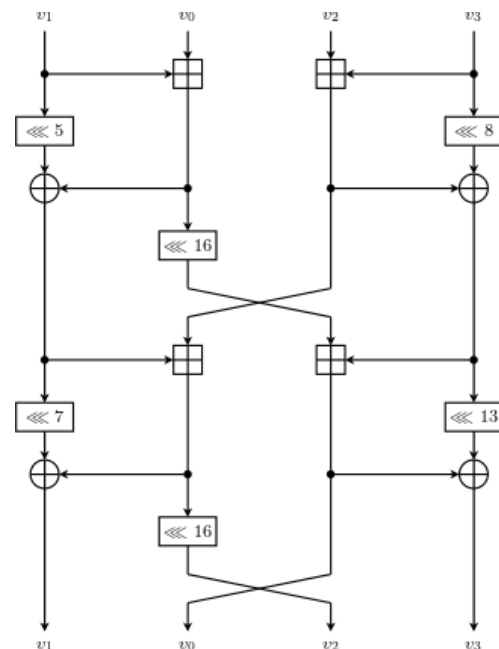 v₁ v₀ v₂ v₃
⋘ 5 ⋘ 8
⋘ 16
⋘ 7 ⋘ 13
⋘ 16
v₁ v₀ v₂ v₃